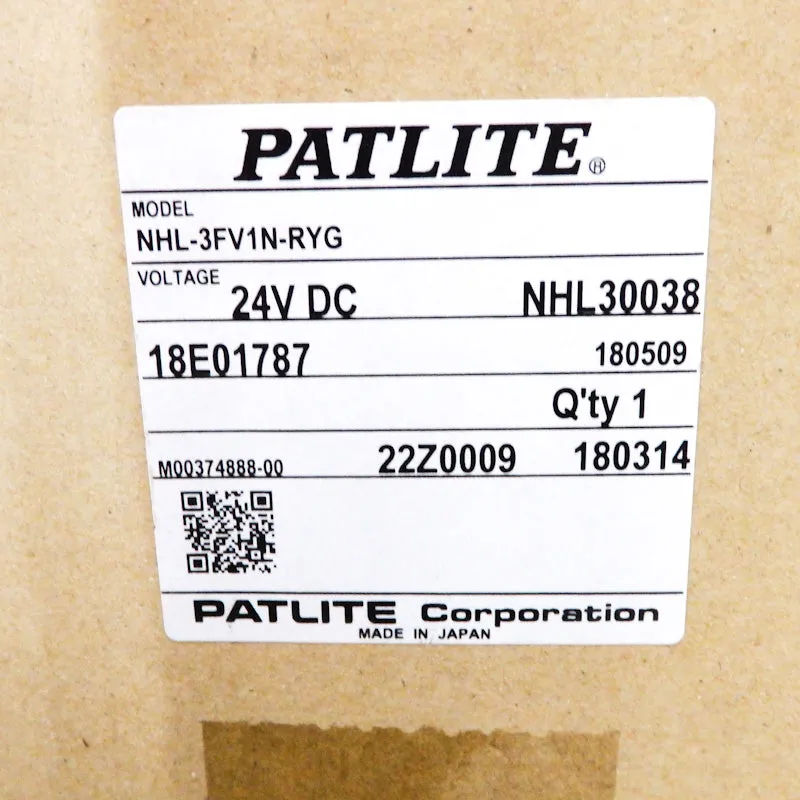 PATLITE®
MODEL
NHL-3FV1N-RYG
VOLTAGE
24V DC NHL30038
18E01787 180509
Q'ty 1
M00374888-00 22Z0009 180314
PATLITE Corporation
MADE IN JAPAN